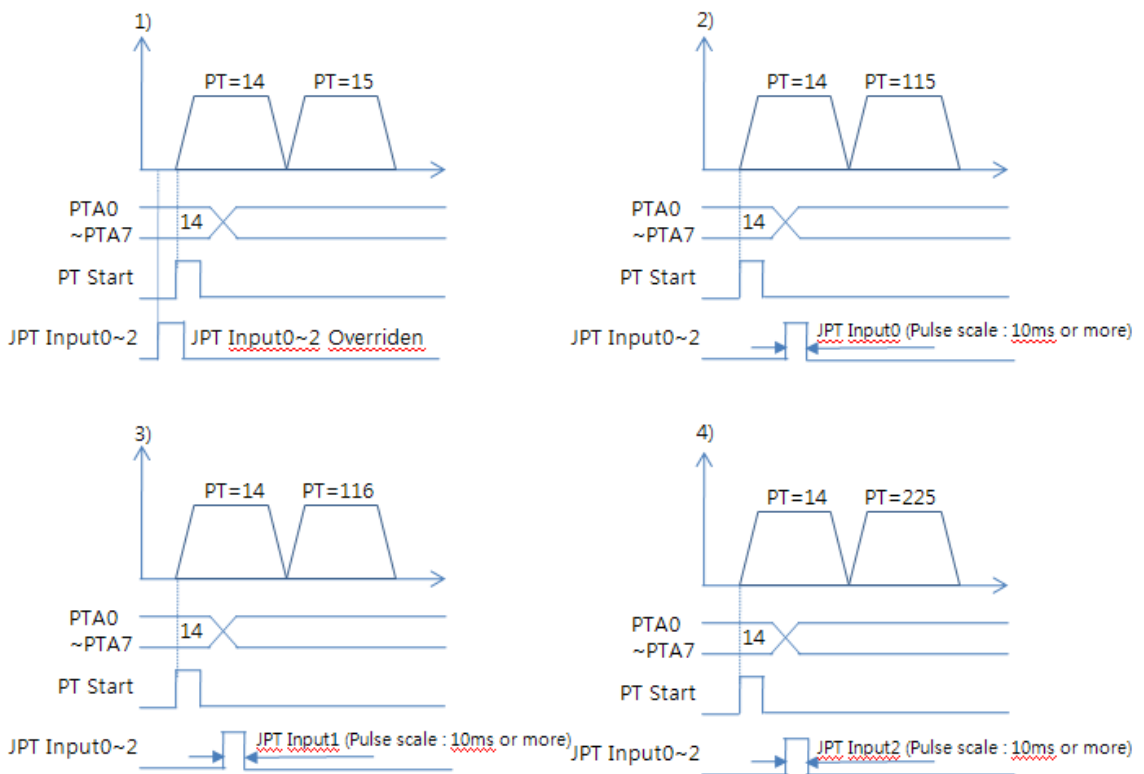 1)
PT=14
PT=15
PTA0
~PTA7
14
PT Start
JPT Input0~2
JPT Input0~2 Overriden
2)
PT=14
PT=115
PTA0
~PTA7
14
PT Start
JPT Input0~2
JPT Input0 (Pulse scale : 10ms or more)
3)
PT=14
PT=116
PTA0
~PTA7
14
PT Start
JPT Input0~2
JPT Input1 (Pulse scale : 10ms or more)
4)
PT=14
PT=225
PTA0
~PTA7
14
PT Start
JPT Input0~2
JPT Input2 (Pulse scale : 10ms or more)